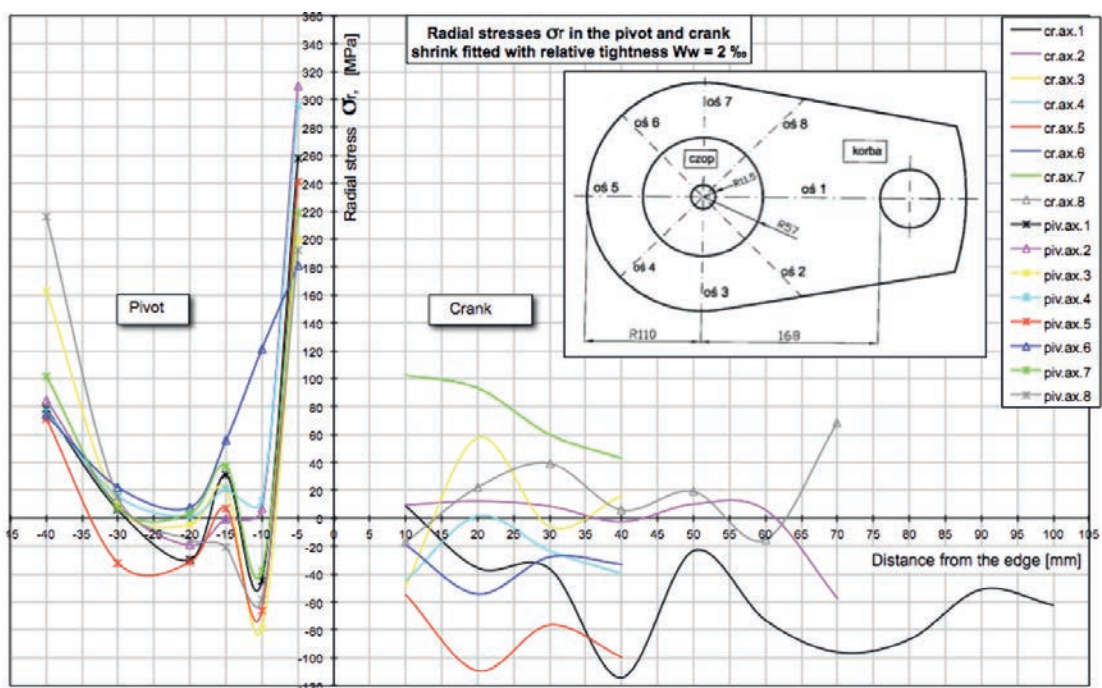 Radial stresses σr in the pivot and crank
shrink fitted with relative tightness Ww = 2 ‰
Radial stress σr, [MPa]
360
340
320
300
280
260
240
220
200
180
160
140
120
100
80
60
40
20
0
-20
-40
-60
-80
-100
-120
45
-40
-35
-30
-25
-20
-15
-10
-5
0
5
10
15
20
25
30
35
40
45
50
55
60
65
70
75
80
85
90
95
100
105
Distance from the edge [mm]
Pivot
Crank
oś 7
oś 6
oś 8
czop
korba
R11.5
oś 5
oś 1
R57
oś 4
oś 2
oś 3
R110
168
cr.ax.1
cr.ax.2
cr.ax.3
cr.ax.4
cr.ax.5
cr.ax.6
cr.ax.7
cr.ax.8
piv.ax.1
piv.ax.2
piv.ax.3
piv.ax.4
piv.ax.5
piv.ax.6
piv.ax.7
piv.ax.8